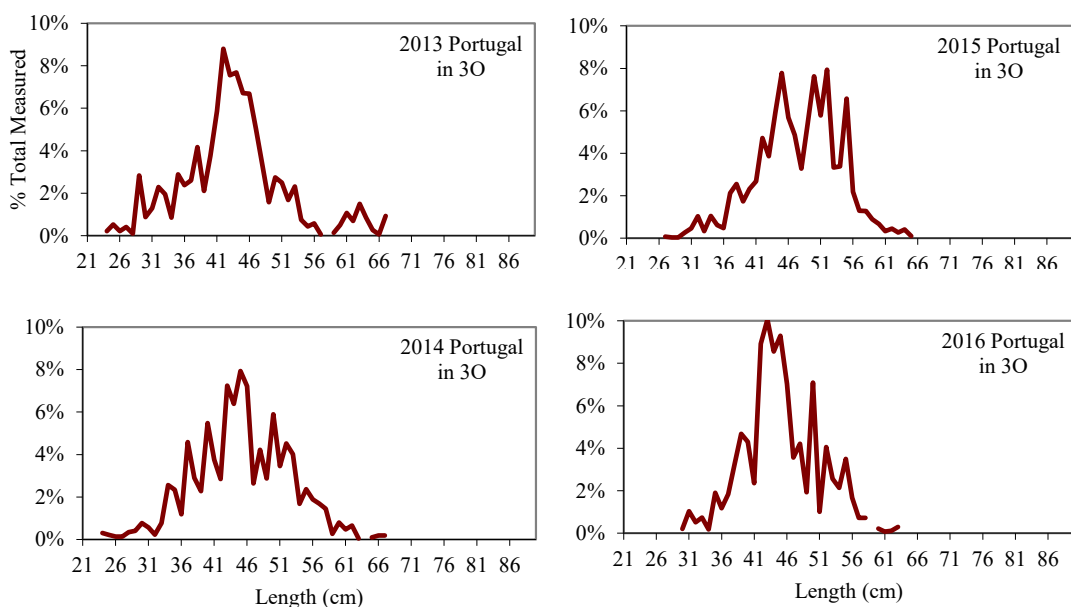 10%
8%
6%
4%
2%
0%
% Total Measured
2013 Portugal
in 3O
21 26 31 36 41 46 51 56 61 66 71 76 81 86
10%
8%
6%
4%
2%
0%
2015 Portugal
in 3O
21 26 31 36 41 46 51 56 61 66 71 76 81 86
10%
8%
6%
4%
2%
0%
2014 Portugal
in 3O
21 26 31 36 41 46 51 56 61 66 71 76 81 86
Length (cm)
10%
8%
6%
4%
2%
0%
2016 Portugal
in 3O
21 26 31 36 41 46 51 56 61 66 71 76 81 86
Length (cm)